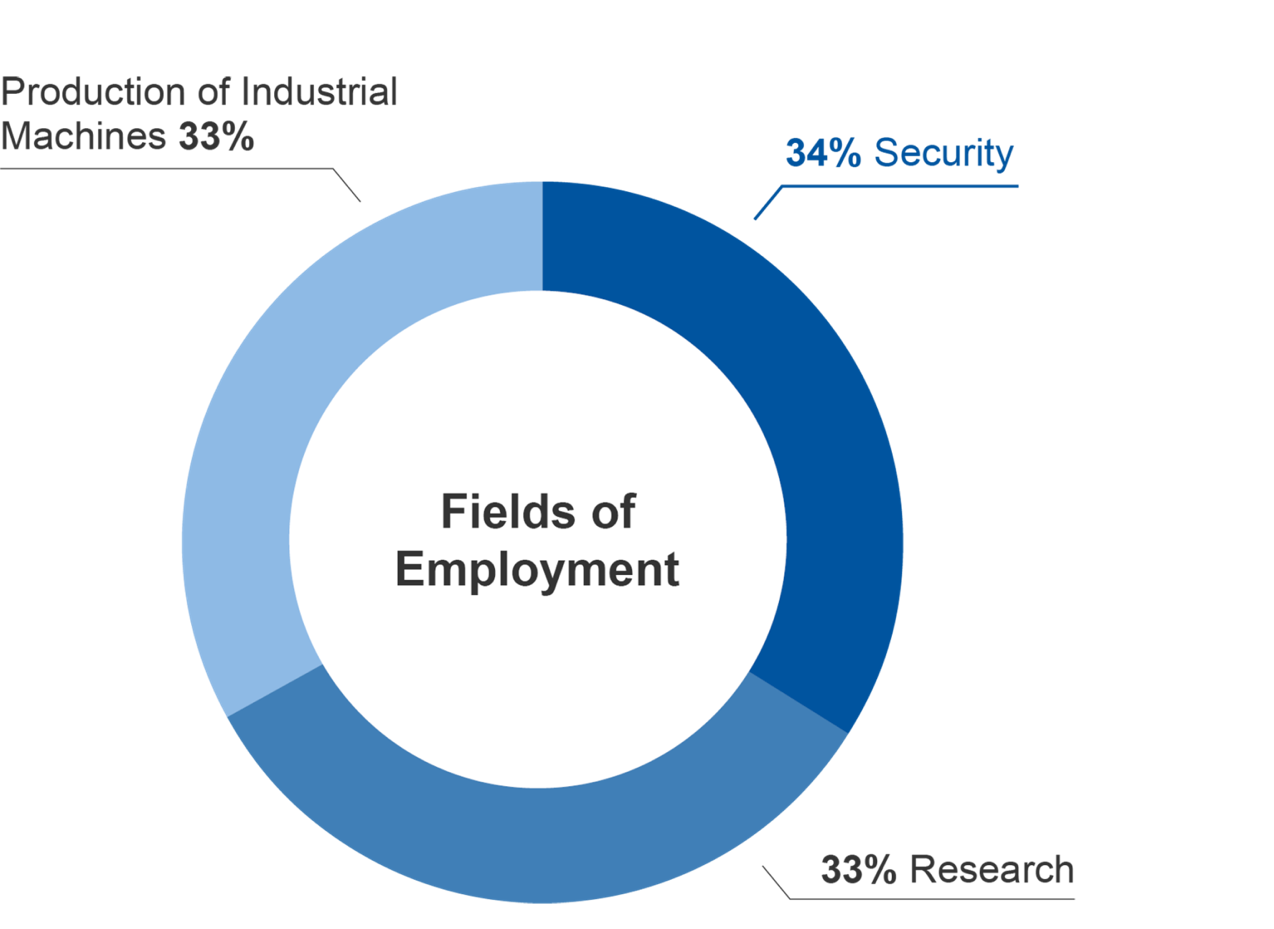 Production of Industrial
Machines 33%
34% Security
Fields of
Employment
33% Research